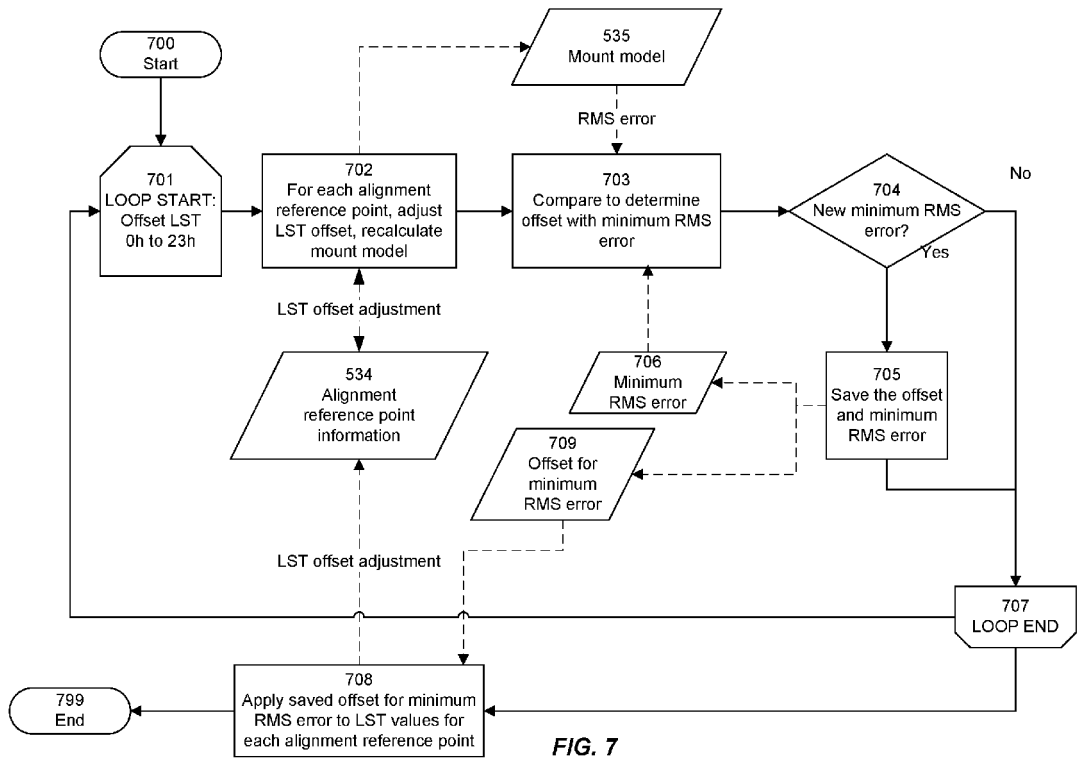 700
Start
535
Mount model
RMS error
701
LOOP START:
Offset LST
0h to 23h
702
For each alignment
reference point, adjust
LST offset, recalculate
mount model
703
Compare to determine
offset with minimum RMS
error
704
New minimum RMS
error?
No
Yes
LST offset adjustment
534
Alignment
reference point
information
706
Minimum
RMS error
705
Save the offset
and minimum
RMS error
709
Offset for
minimum
RMS error
LST offset adjustment
707
LOOP END
708
Apply saved offset for minimum
RMS error to LST values for
each alignment reference point
799
End
FIG. 7